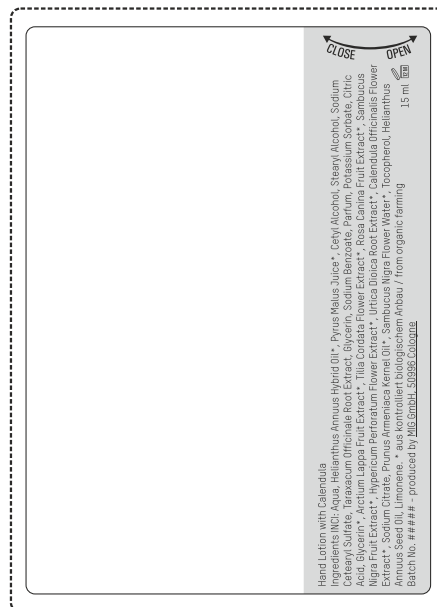 CLOSE OPEN
Hand Lotion with Calendula
Ingredients INCI: Aqua, Helianthus Annuus Hybrid Oil*, Pyrus Malus Juice*, Cetyl Alcohol, Stearyl Alcohol, Sodium
Cetearyl Sulfate, Taraxacum Officinale Root Extract, Glycerin, Sodium Benzoate, Parfum, Potassium Sorbate, Citric
Acid, Glycerin*, Arctium Lappa Fruit Extract*, Tilia Cordata Flower Extract*, Rosa Canina Fruit Extract*, Sambucus
Nigra Fruit Extract*, Hypericum Perforatum Flower Extract*, Urtica Dioica Root Extract*, Calendula Officinalis Flower
Extract*, Sodium Citrate, Prunus Armeniaca Kernel Oil*, Sambucus Nigra Flower Water*, Tocopherol, Helianthus
Annuus Seed Oil, Limonene. * aus kontrolliert biologischem Anbau / from organic farming
Batch No. ##### - produced by MIG GmbH, 50996 Cologne
15 ml 12M